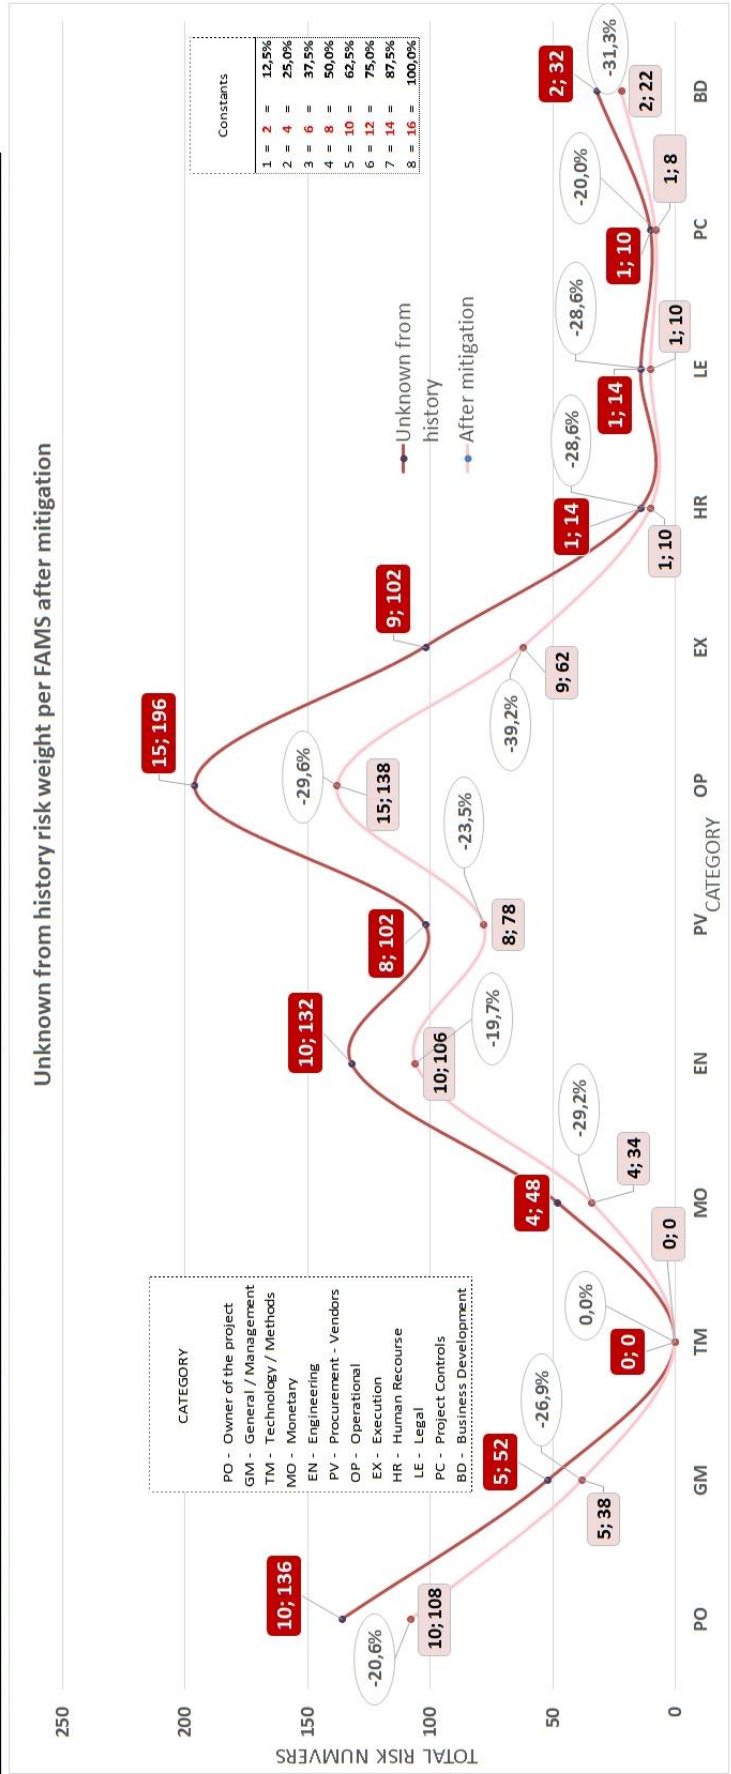 Unknown from history risk weight per FAMS after mitigation
250
200
150
100
50
0
TOTAL RISK NUMVERS
CATEGORY
PO - Owner of the project
GM - General / Management
TM - Technology / Methods
MO - Monetary
EN - Engineering
PV - Procurement - Vendors
OP - Operational
EX - Execution
HR - Human Recourse
LE - Legal
PC - Project Controls
BD - Business Development
Constants
1 = 2 = 12,5%
2 = 4 = 25,0%
3 = 6 = 37,5%
4 = 8 = 50,0%
5 = 10 = 62,5%
6 = 12 = 75,0%
7 = 14 = 87,5%
8 = 16 = 100,0%
Unknown from
history
After mitigation
10; 136
-20,6%
10; 108
5; 52
-26,9%
5; 38
0; 0
0,0%
0; 0
4; 48
-29,2%
4; 34
10; 132
10; 106
-19,7%
8; 102
-23,5%
8; 78
15; 196
-29,6%
15; 138
9; 102
-39,2%
9; 62
1; 14
-28,6%
1; 10
1; 14
-28,6%
1; 10
1; 10
-20,0%
1; 8
2; 32
-31,3%
2; 22
PO
GM
TM
MO
EN
PV
OP
EX
HR
LE
PC
BD
CATEGORY